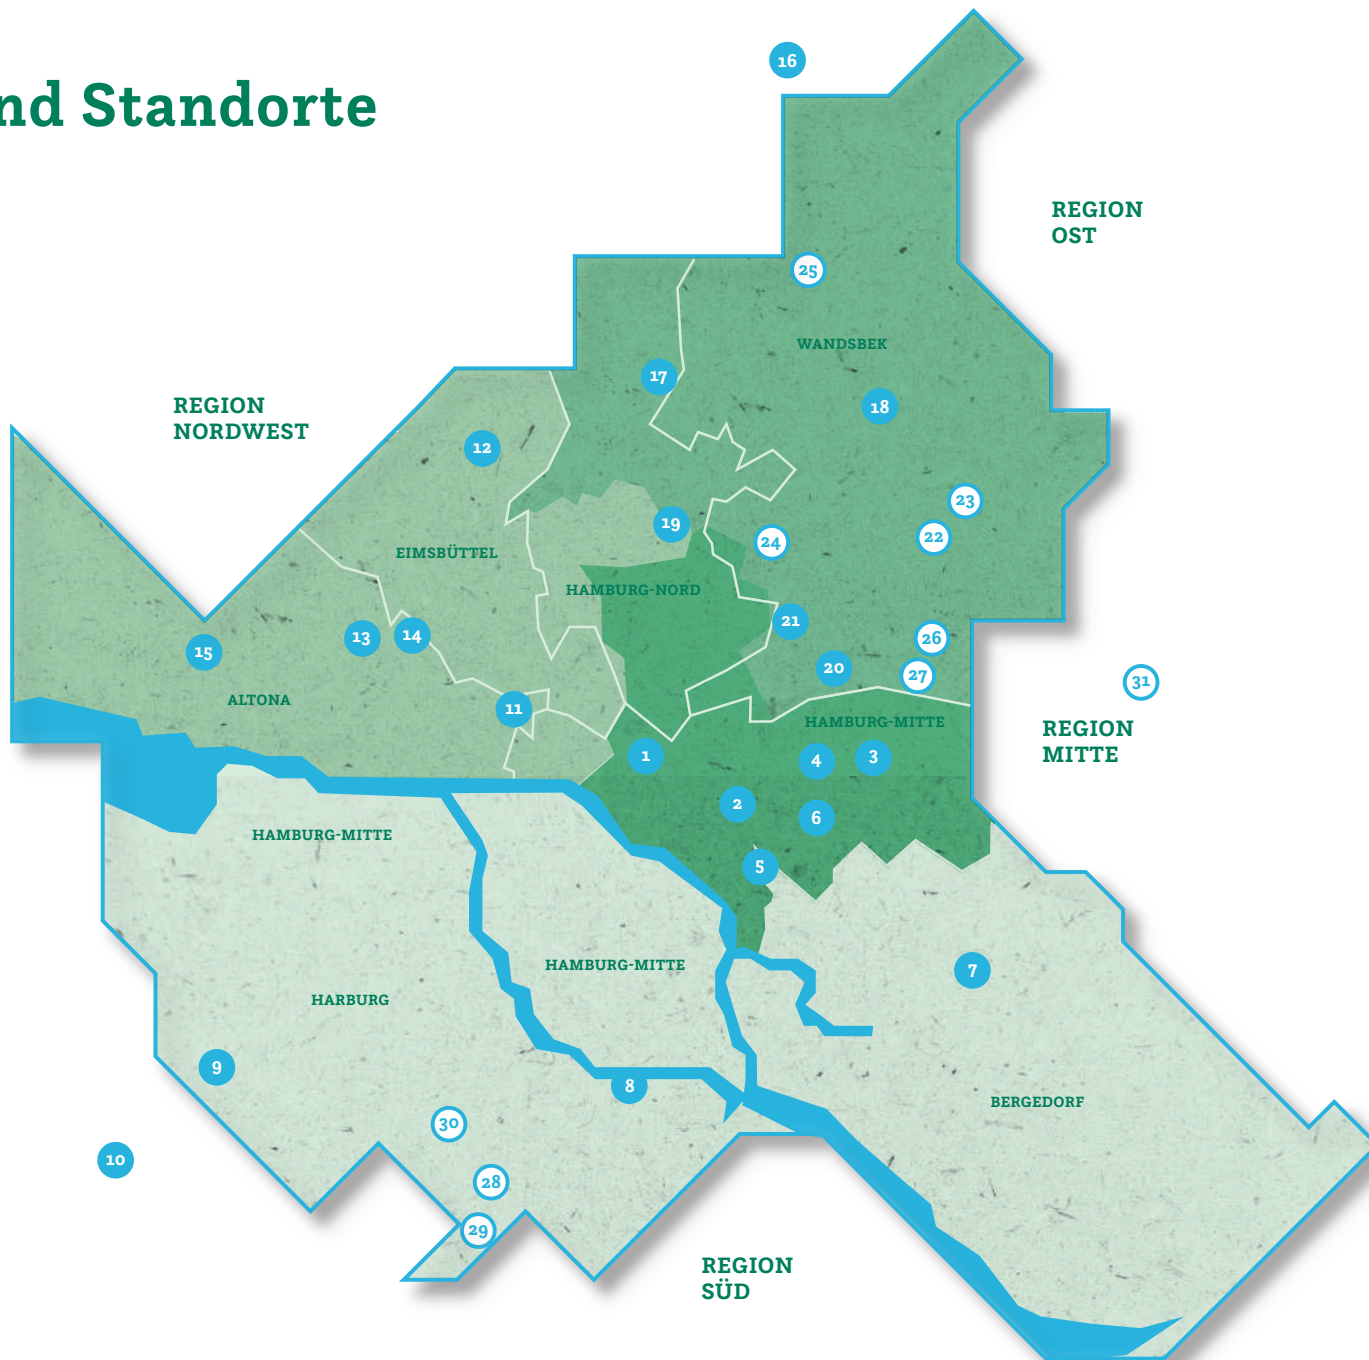 nd Standorte
16
REGION
OST
25
WANDSBEK
17
18
REGION
NORDWEST
12
23
19
22
24
EIMSBÜTTEL
HAMBURG-NORD
21
13
14
26
15
20
27
31
ALTONA
11
HAMBURG-MITTE
REGION
MITTE
1
4
3
2
6
HAMBURG-MITTE
5
HAMBURG-MITTE
7
HARBURG
9
8
BERGEDORF
30
10
28
29
REGION
SÜD